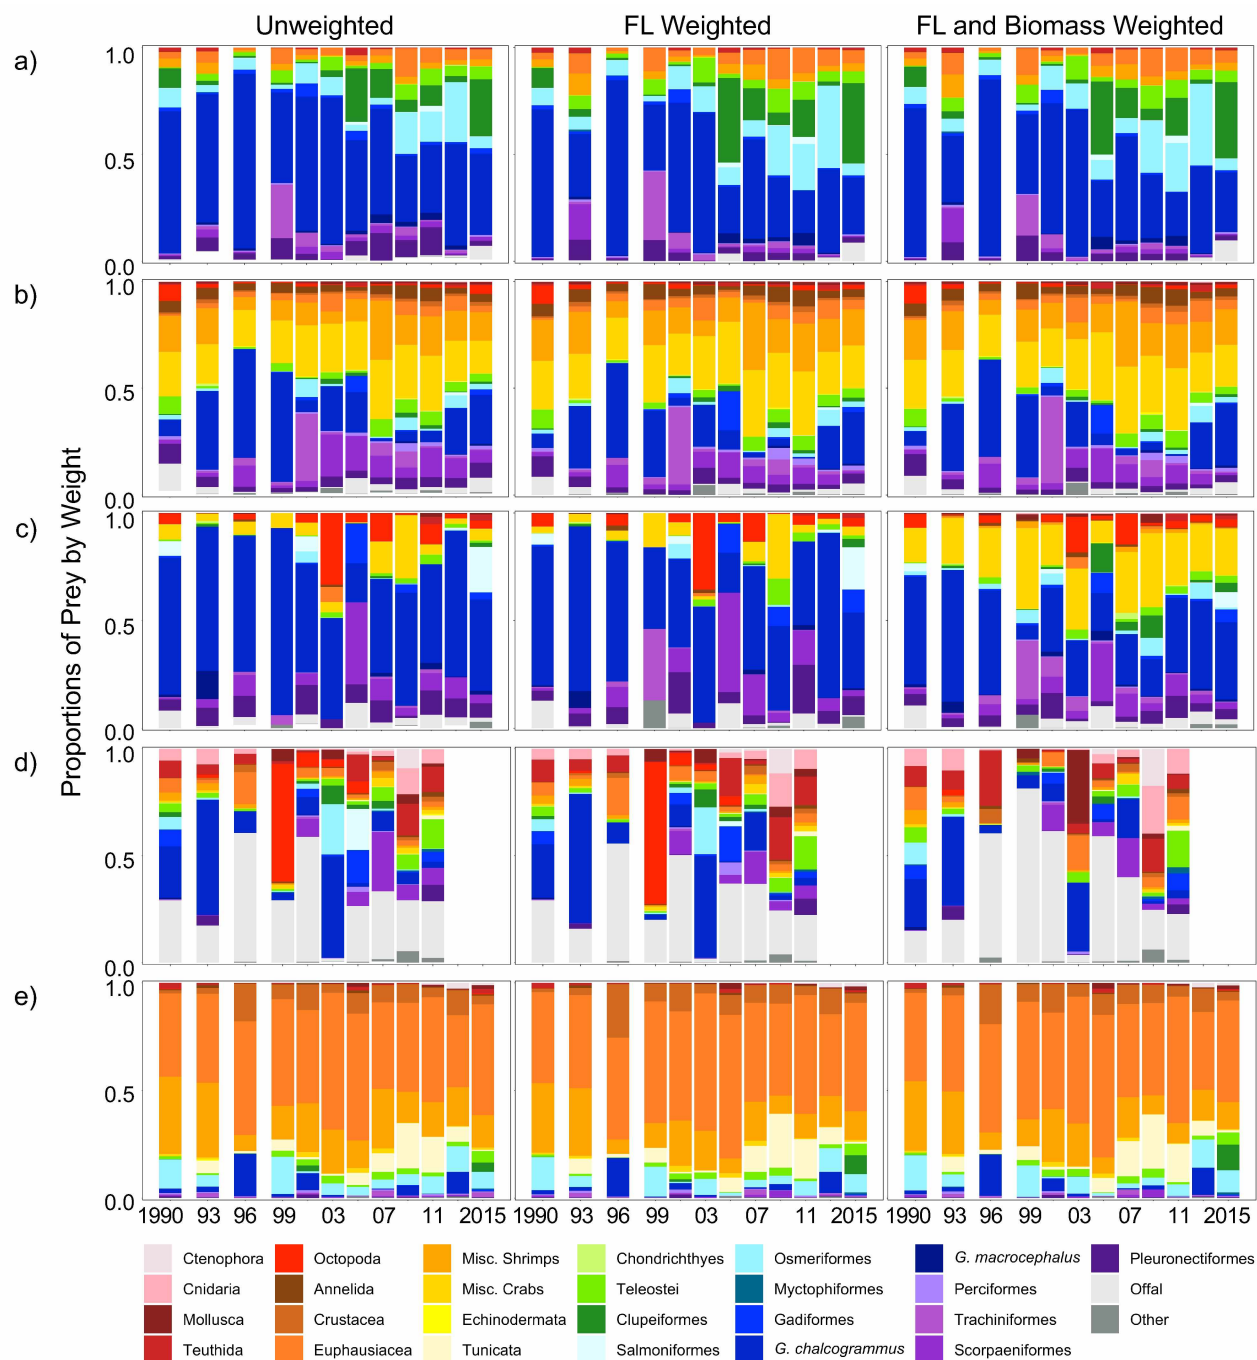 Unweighted FL Weighted FL and Biomass Weighted
a)
1.0
0.5
0.0
b)
1.0
0.5
0.0
c)
1.0
0.5
0.0
d)
1.0
0.5
0.0
e)
1.0
0.5
0.0
Proportions of Prey by Weight
1990 93 96 99 03 07 11 2015 1990 93 96 99 03 07 11 2015 1990 93 96 99 03 07 11 2015
Ctenophora Octopoda Misc. Shrimps Chondrichthyes Osmeriformes G. macrocephalus Pleuronectiformes
Cnidaria Annelida Misc. Crabs Teleostei Myctophiformes Perciformes Offal
Mollusca Crustacea Echinodermata Clupeiformes Gadiformes Trachiniformes Other
Teuthida Euphausiacea Tunicata Salmoniformes G. chalcogrammus Scorpaeniformes